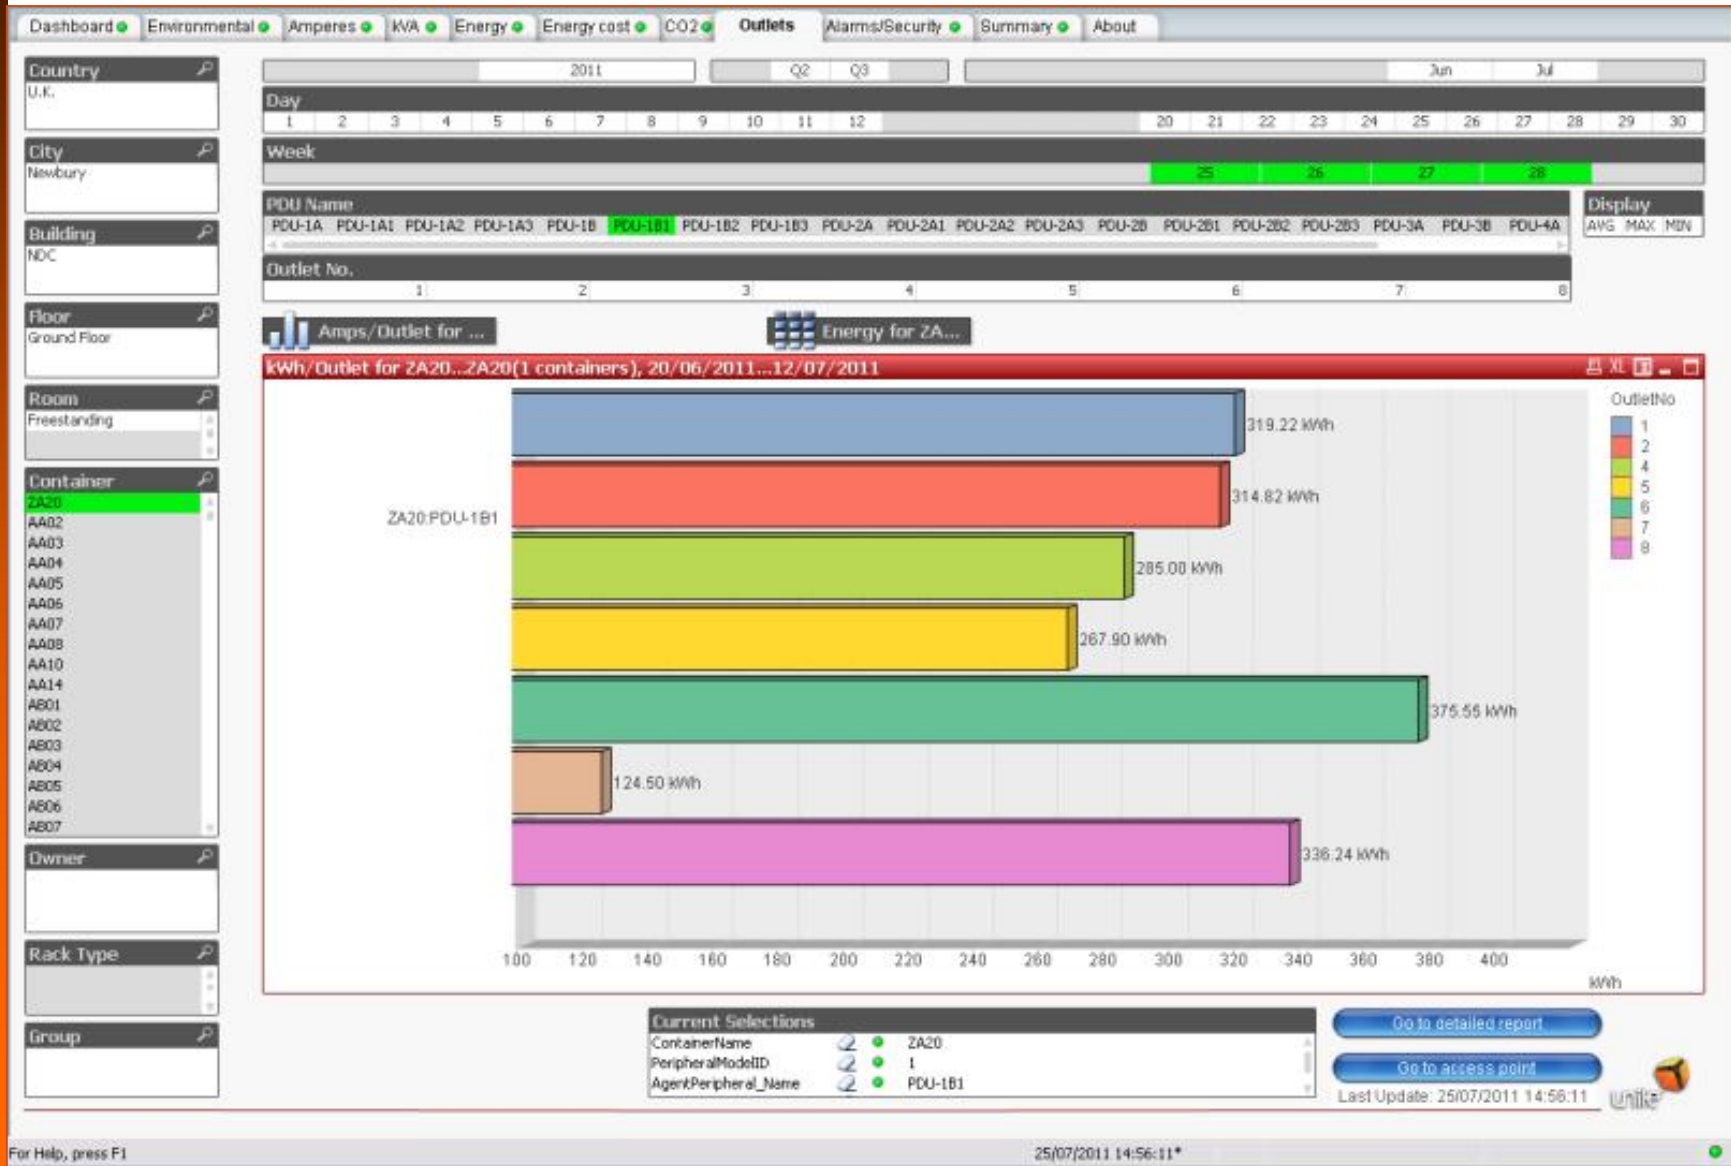 Dashboard Environmental Amperes kVA Energy Energy cost CO2 Outlets Alarms/Security Summary About
Country
U.K.
City
Newbury
Building
NDC
Floor
Ground Floor
Room
Freestanding
Container
ZA20
AA02
AA03
AA04
AA05
AA06
AA07
AA08
AA10
AA14
AB01
AB02
AB03
AB04
AB05
AB06
AB07
Owner
Rack Type
Group
2011 Q2 Q3 Jun Jul
Day
1 2 3 4 5 6 7 8 9 10 11 12 20 21 22 23 24 25 26 27 28 29 30
Week
25 26 27 28
PDU Name
PDU-1A PDU-1A1 PDU-1A2 PDU-1A3 PDU-1B PDU-1B1 PDU-1B2 PDU-1B3 PDU-2A PDU-2A1 PDU-2A2 PDU-2A3 PDU-2B PDU-2B1 PDU-2B2 PDU-2B3 PDU-3A PDU-3B PDU-4A
Display
AVG MAX MIN
Outlet No.
1 2 3 4 5 6 7 8
Amps/Outlet for ...
Energy for ZA...
kWh/Outlet for ZA20...ZA20(1 containers), 20/06/2011...12/07/2011
XL
ZA20:PDU-1B1
319.22 kWh
314.82 kWh
285.00 kWh
267.90 kWh
375.55 kWh
124.50 kWh
336.24 kWh
100 120 140 160 180 200 220 240 260 280 300 320 340 360 380 400
kWh
OutletNo
1
2
4
5
6
7
8
Current Selections
ContainerName ZA20
PeripheralModelID 1
AgentPeripheral_Name PDU-1B1
Go to detailed report
Go to access point
Last Update: 25/07/2011 14:56:11
Unite
For Help, press F1
25/07/2011 14:56:11*